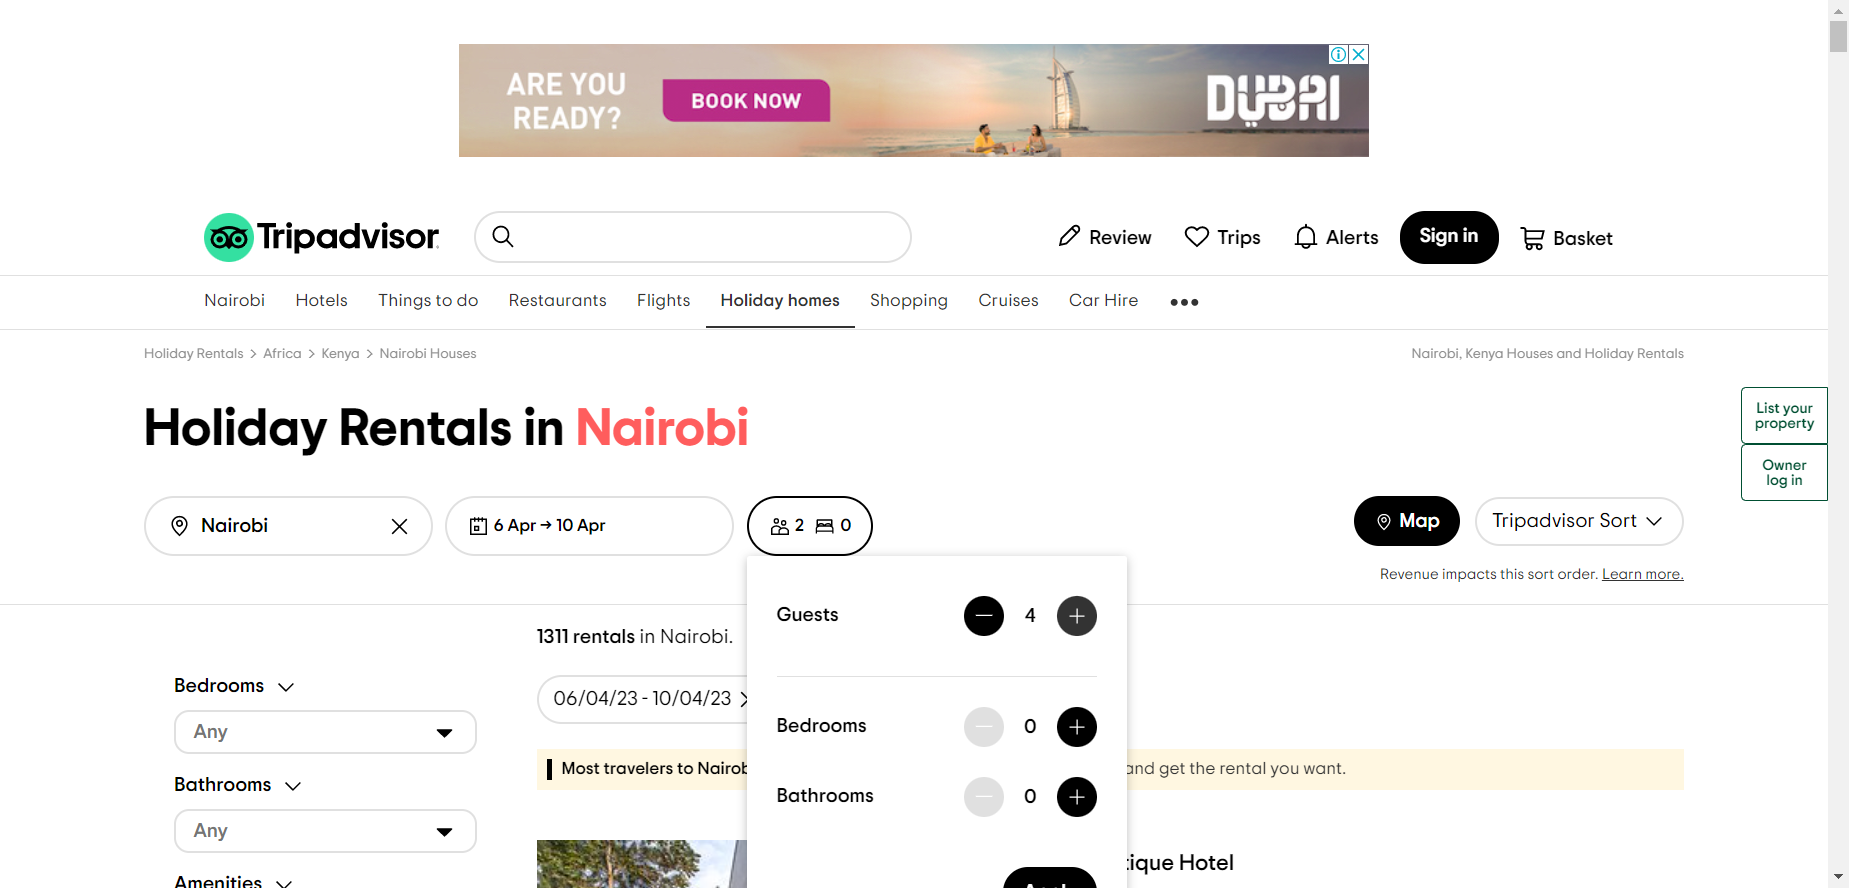 ARE YOU
READY?
BOOK NOW
DUBAI
Tripadvisor
Review
Trips
Alerts
Sign in
Basket
Nairobi
Hotels
Things to do
Restaurants
Flights
Holiday homes
Shopping
Cruises
Car Hire
Holiday Rentals > Africa > Kenya > Nairobi Houses
Nairobi, Kenya Houses and Holiday Rentals
List your
property
Owner
log in
Holiday Rentals in Nairobi
Nairobi
6 Apr → 10 Apr
2 0
Map
Tripadvisor Sort
Revenue impacts this sort order. Learn more.
Guests
4
1311 rentals in Nairobi.
Bedrooms
Any
Bathrooms
Any
Amenities
06/04/23 - 10/04/23
Bedrooms
0
Most travelers to
and get the rental you want.
Bathrooms
0
Hotel